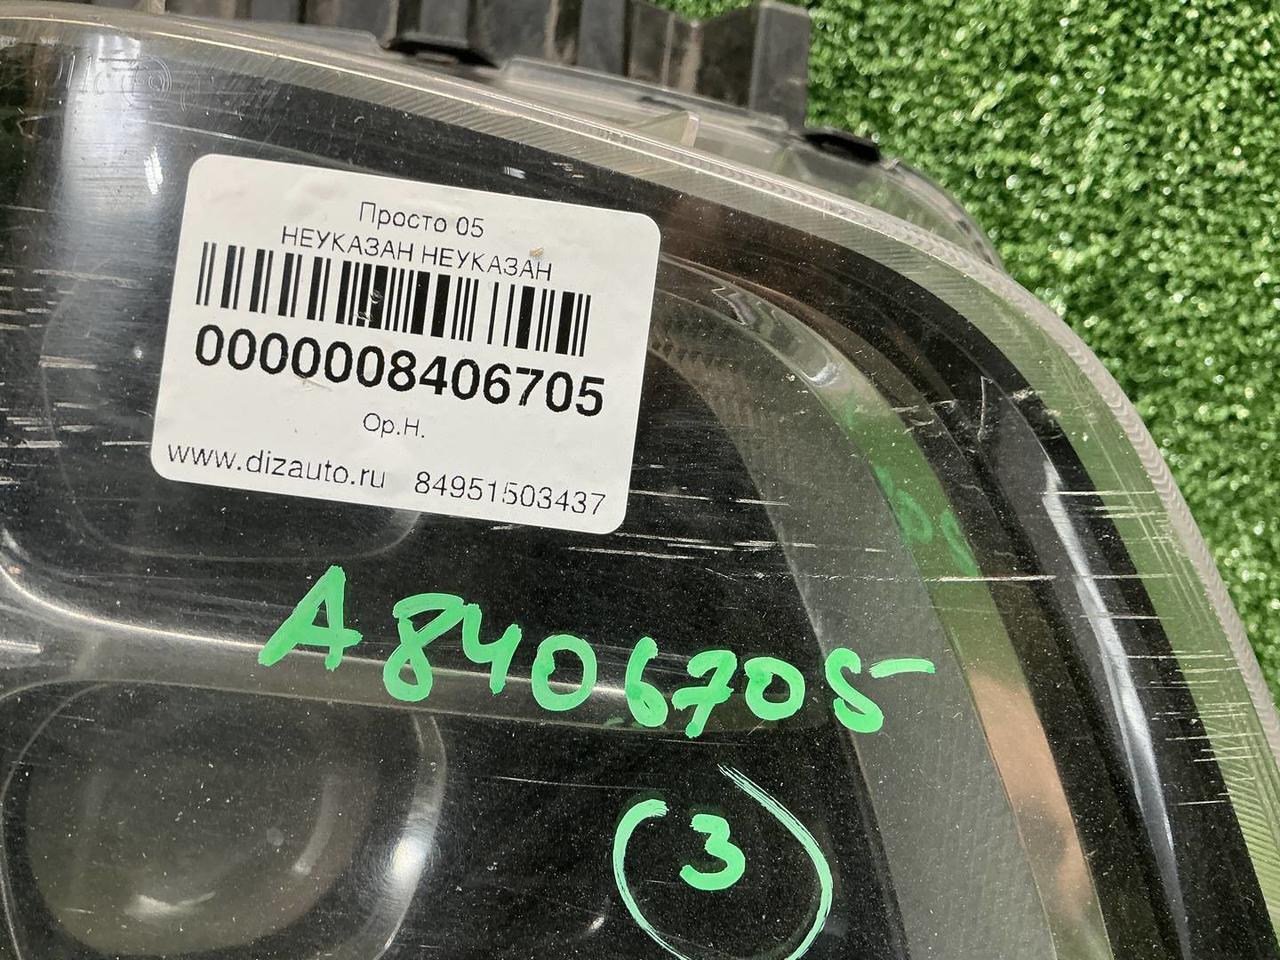 Просто 05
НЕУКАЗАН НЕУКАЗАН
0000008406705
Ор.Н.
www.dizauto.ru 84951503437
A8406705
3